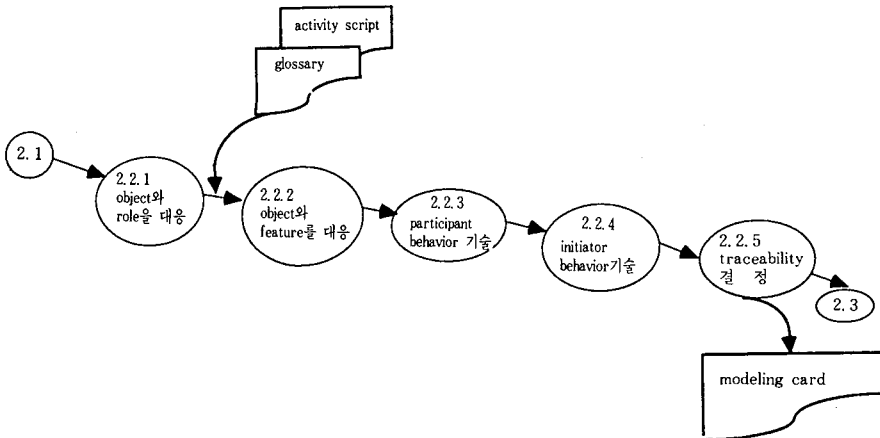 activity script
glossary
2.1
2.2.1
object와
role을 대응
2.2.2
object와
feature를 대응
2.2.3
participant
behavior 기술
2.2.4
initiator
behavior기술
2.2.5
traceability
결 정
2.3
modeling card